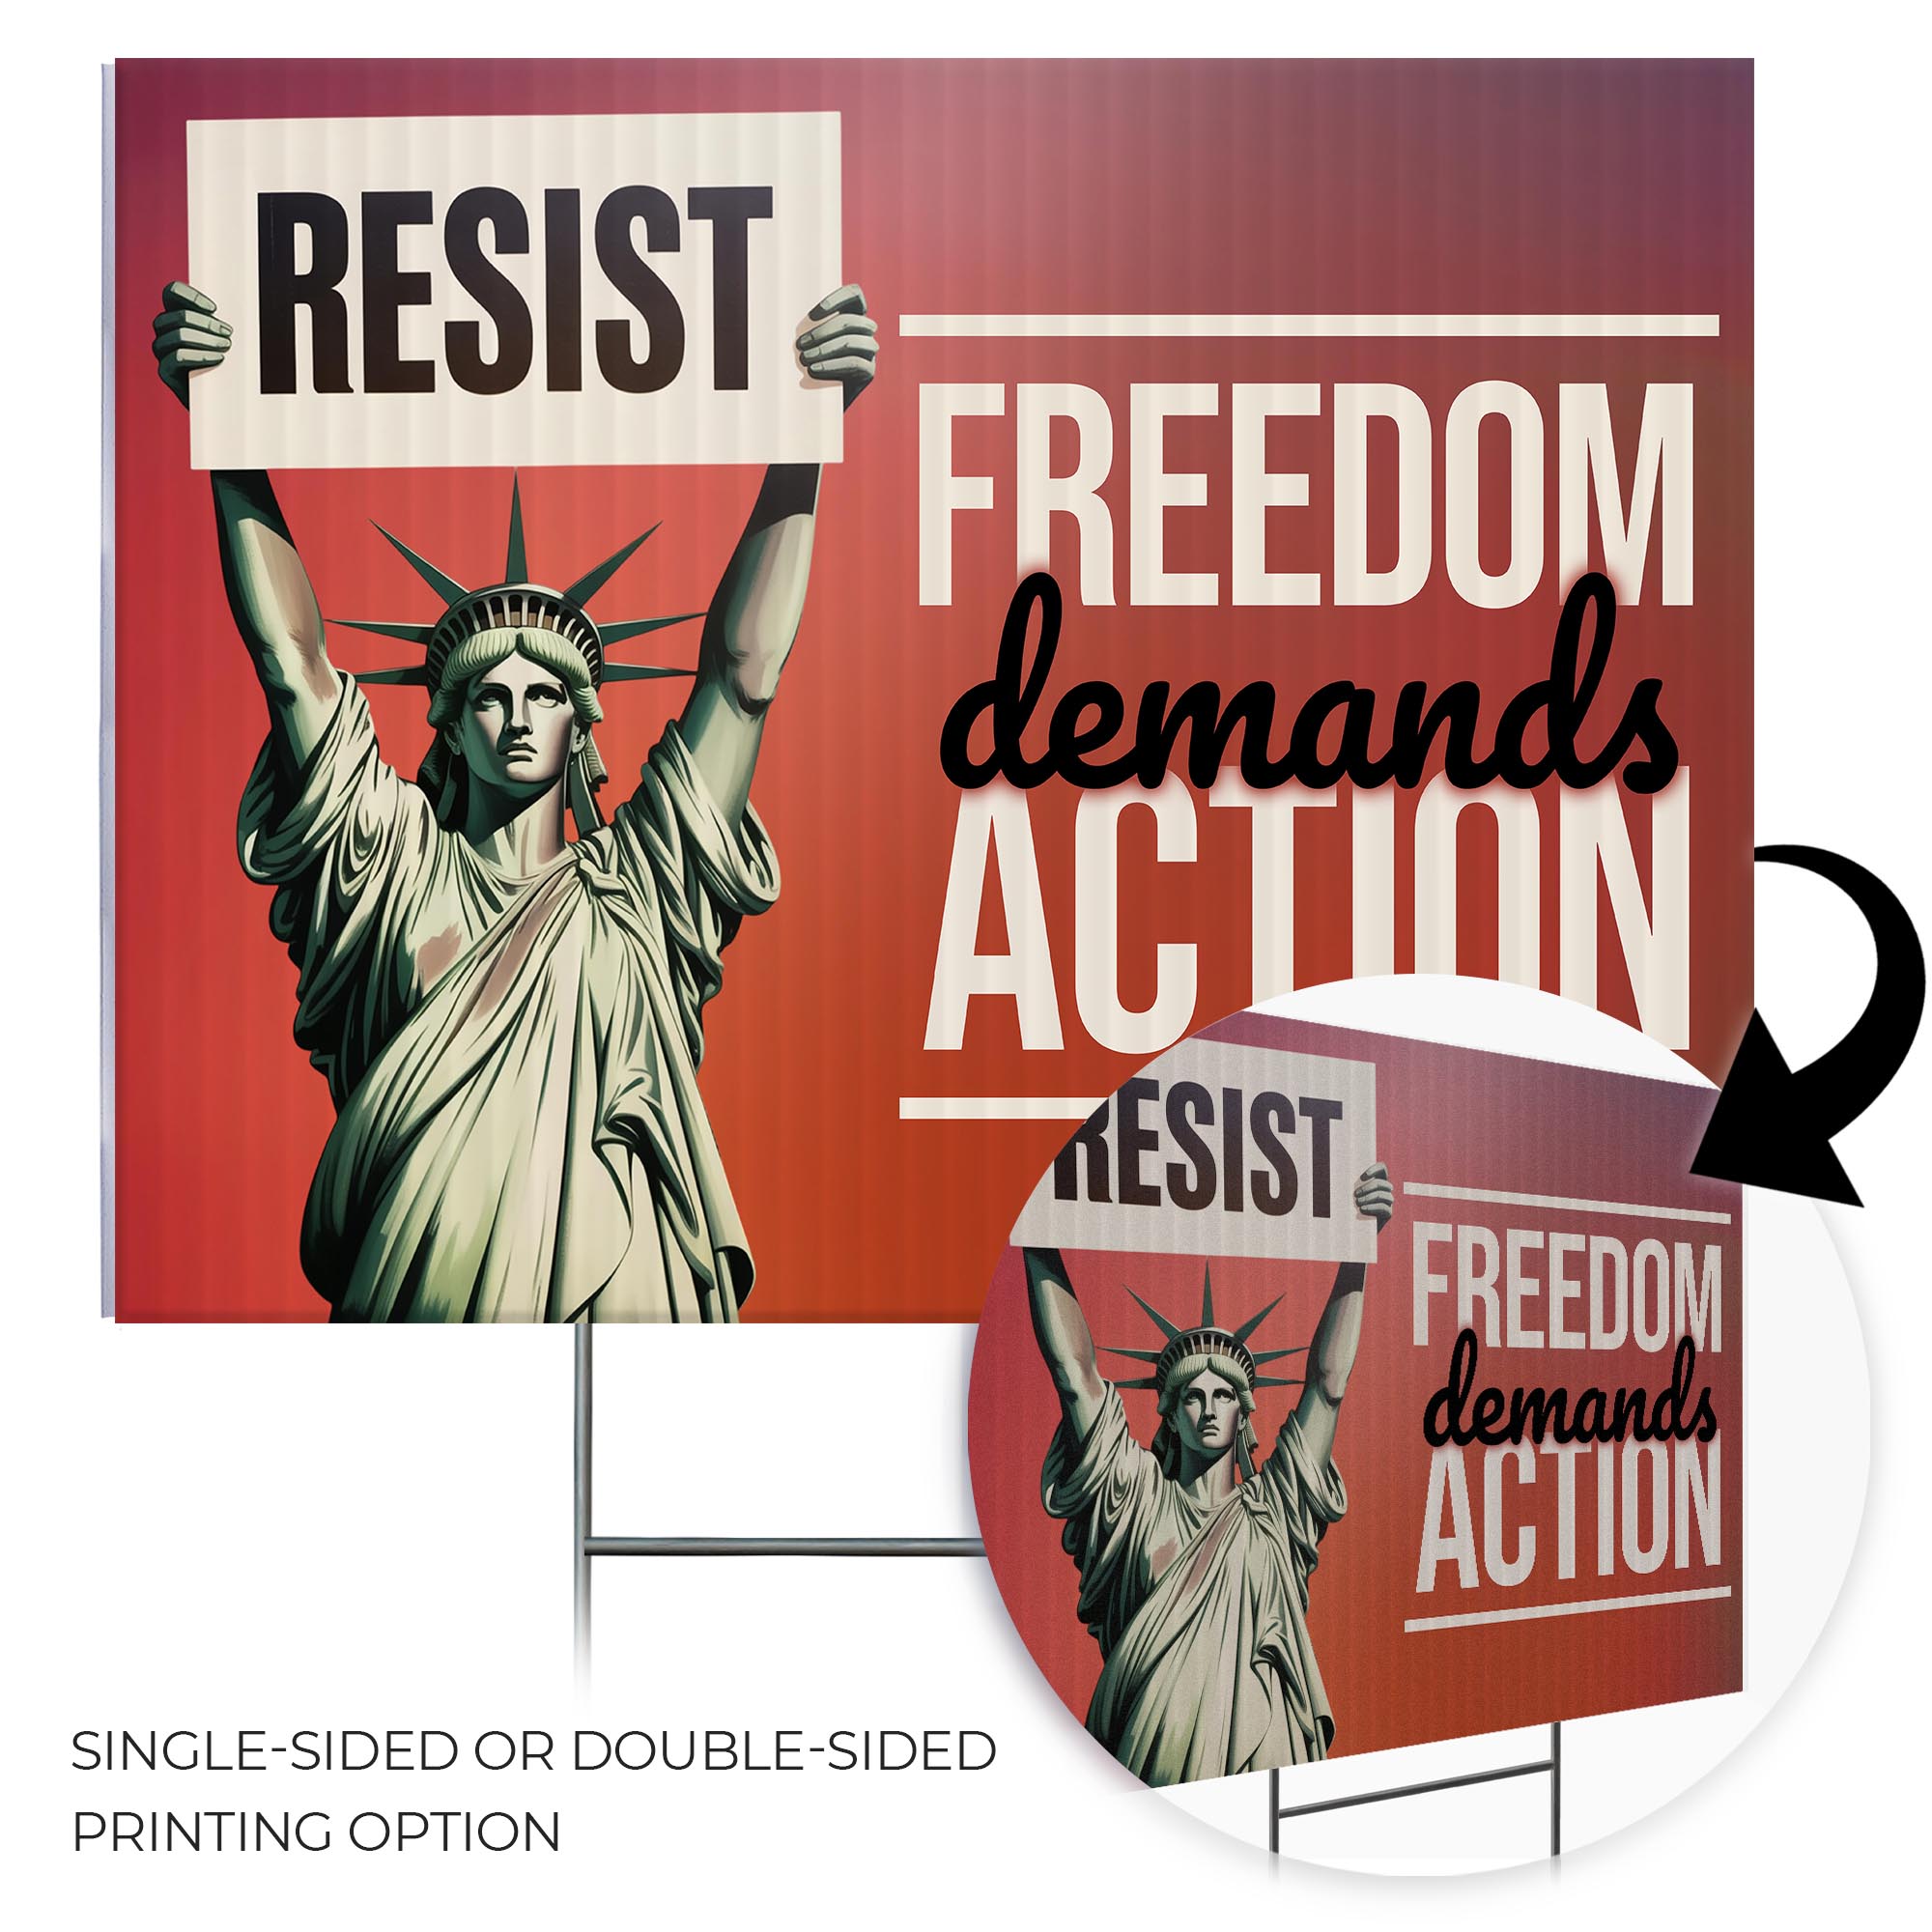 RESIST
FREEDOM
demands
ACTION
RESIST
FREEDOM
demands
ACTION
SINGLE-SIDED OR DOUBLE-SIDED
PRINTING OPTION